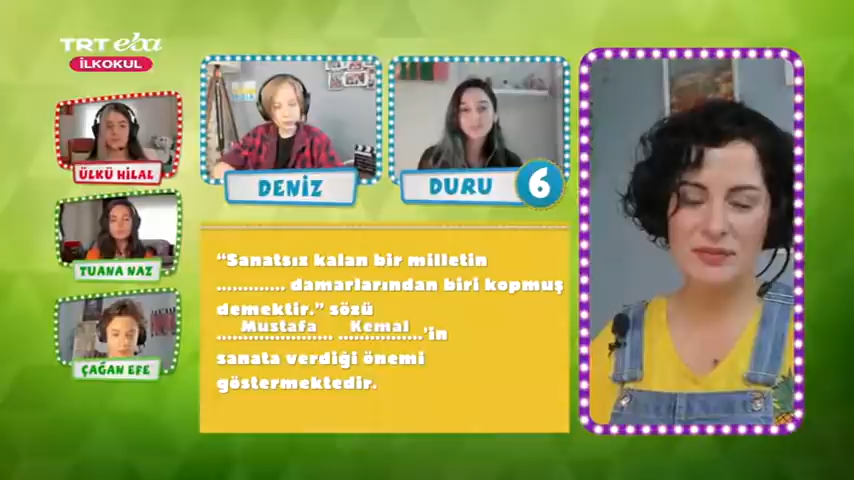 TRT eba
İLKOKUL
ÜLKÜ HİLAL
DENİZ
DURU
6
TUANA NAZ
ÇAĞAN EFE
“Sanatsız kalan bir milletin
............. damarlarından biri kopmuş
demektir.” sözü
Mustafa Kemal
...................... ................’in
sanata verdiği önemi
göstermektedir.